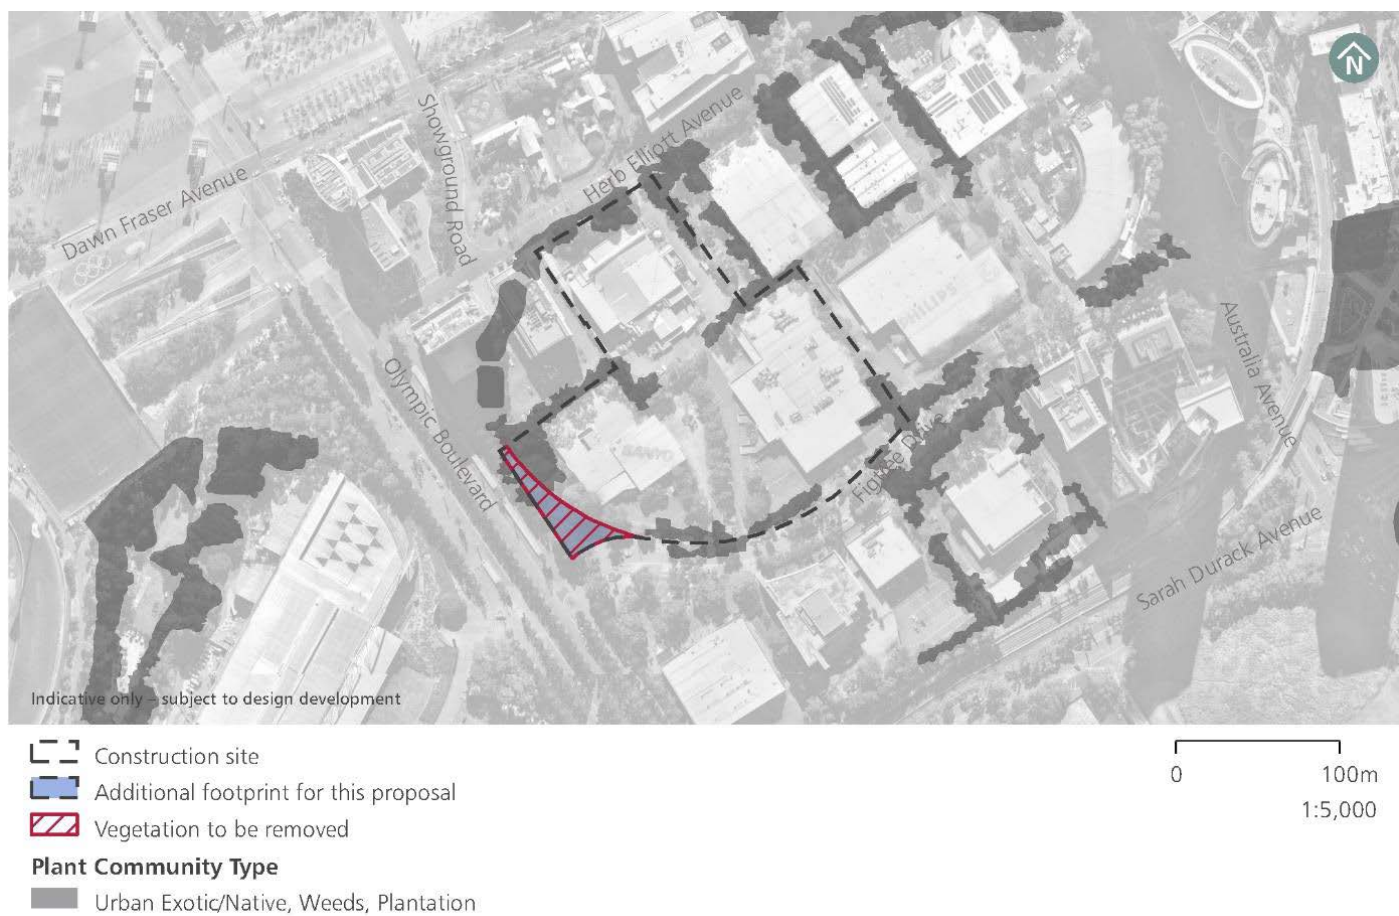 N
Showground Road
Herb Elliott Avenue
Dawn Fraser Avenue
PHILIPS
Olympic Boulevard
Australia Avenue
SANYO
Figtree Drive
Sarah Durack Avenue
Indicative only – subject to design development
Construction site
Additional footprint for this proposal
Vegetation to be removed
Plant Community Type
Urban Exotic/Native, Weeds, Plantation
0 100m
1:5,000